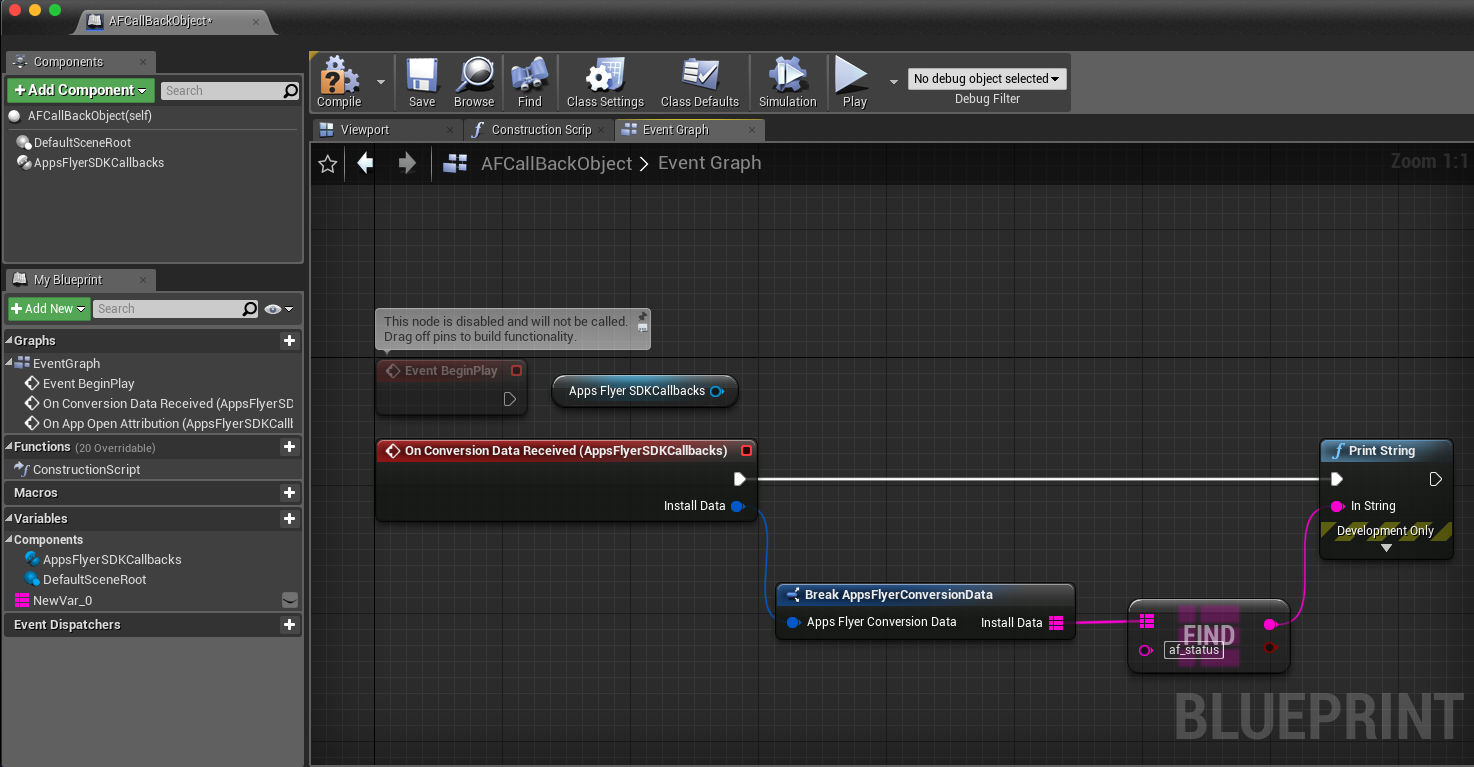 AFCallBackObject*
Components
+ Add Component
Search
AFCallBackObject(self)
DefaultSceneRoot
AppsFlyerSDKCallbacks
My Blueprint
+ Add New
Search
Graphs
EventGraph
Event BeginPlay
On Conversion Data Received (AppsFlyerSD
On App Open Attribution (AppsFlyerSDKCall
Functions (20 Overridable)
ConstructionScript
Macros
Variables
Components
AppsFlyerSDKCallbacks
DefaultSceneRoot
NewVar_0
Event Dispatchers
Compile
Save
Browse
Find
Class Settings
Class Defaults
Simulation
Play
No debug object selected
Debug Filter
Viewport
Construction Scrip
Event Graph
AFCallBackObject > Event Graph
Zoom 1:1
This node is disabled and will not be called.
Drag off pins to build functionality.
Event BeginPlay
Apps Flyer SDKCallbacks
On Conversion Data Received (AppsFlyerSDKCallbacks)
Install Data
Break AppsFlyerConversionData
Apps Flyer Conversion Data
Install Data
FIND
af_status
Print String
In String
Development Only
BLUEPRINT